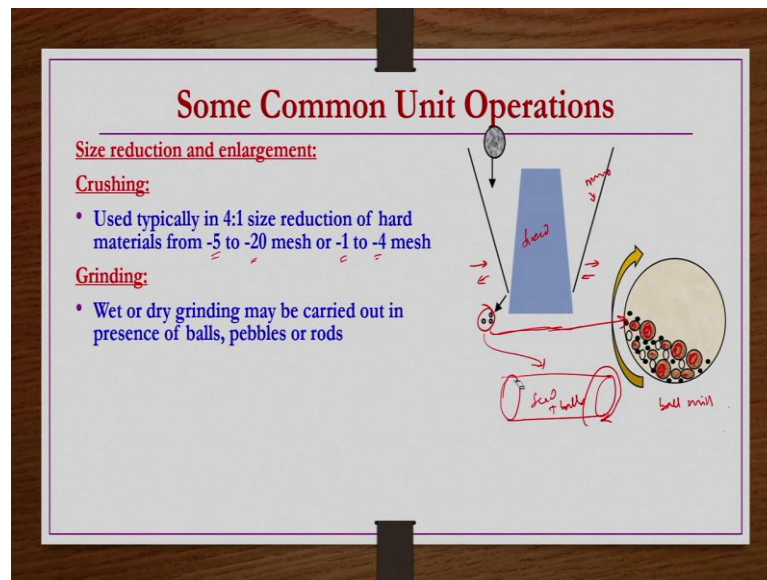 Some Common Unit Operations
Size reduction and enlargement:
Crushing:
• Used typically in 4:1 size reduction of hard
materials from -5 to -20 mesh or -1 to -4 mesh
Grinding:
• Wet or dry grinding may be carried out in
presence of balls, pebbles or rods
feed
+ balls
ball mill